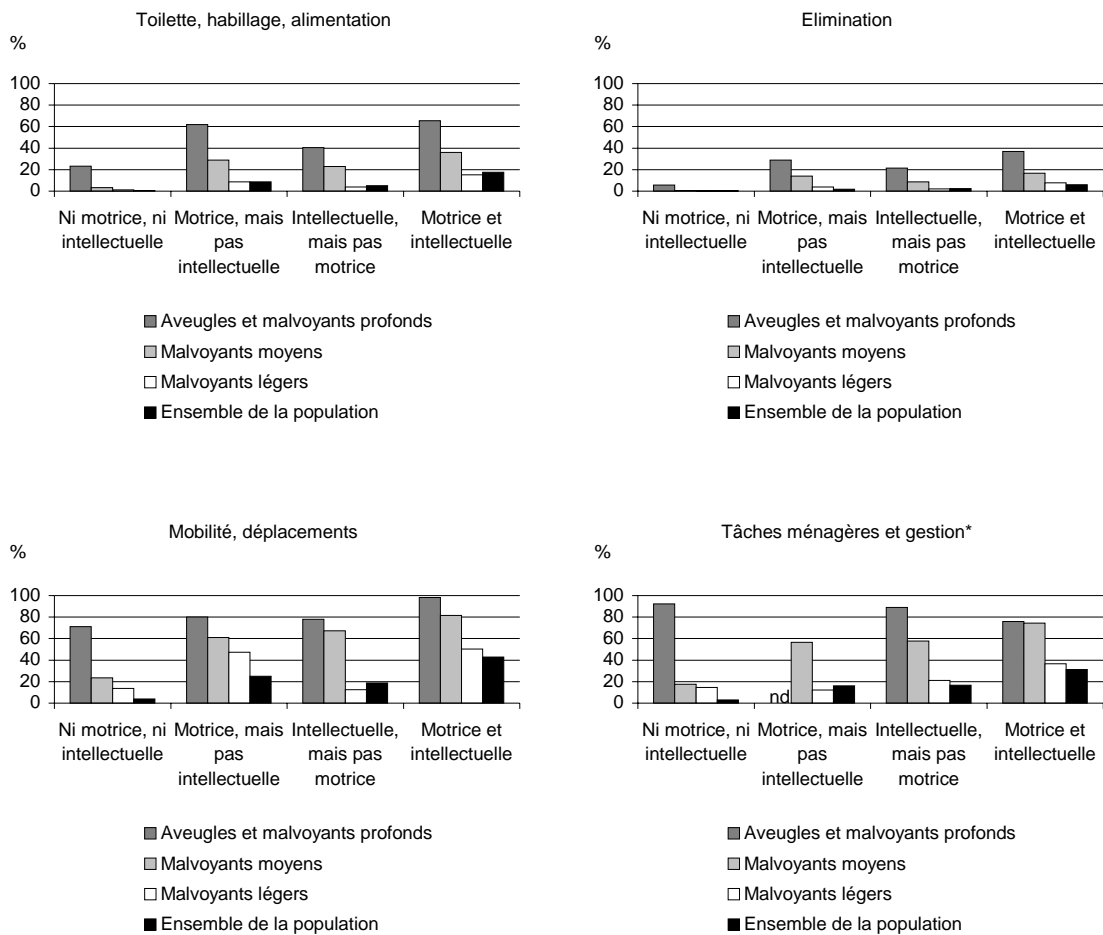 Toilette, habillage, alimentation
%
100
80
60
40
20
0
Ni motrice, ni
intellectuelle
Motrice, mais
pas
intellectuelle
Intellectuelle,
mais pas
motrice
Motrice et
intellectuelle
Aveugles et malvoyants profonds
Malvoyants moyens
Malvoyants légers
Ensemble de la population
Elimination
%
100
80
60
40
20
0
Ni motrice, ni
intellectuelle
Motrice, mais
pas
intellectuelle
Intellectuelle,
mais pas
motrice
Motrice et
intellectuelle
Aveugles et malvoyants profonds
Malvoyants moyens
Malvoyants légers
Ensemble de la population
Mobilité, déplacements
%
100
80
60
40
20
0
Ni motrice, ni
intellectuelle
Motrice, mais
pas
intellectuelle
Intellectuelle,
mais pas
motrice
Motrice et
intellectuelle
Aveugles et malvoyants profonds
Malvoyants moyens
Malvoyants légers
Ensemble de la population
Tâches ménagères et gestion*
%
100
80
60
40
20
0
nd
Ni motrice, ni
intellectuelle
Motrice, mais
pas
intellectuelle
Intellectuelle,
mais pas
motrice
Motrice et
intellectuelle
Aveugles et malvoyants profonds
Malvoyants moyens
Malvoyants légers
Ensemble de la population